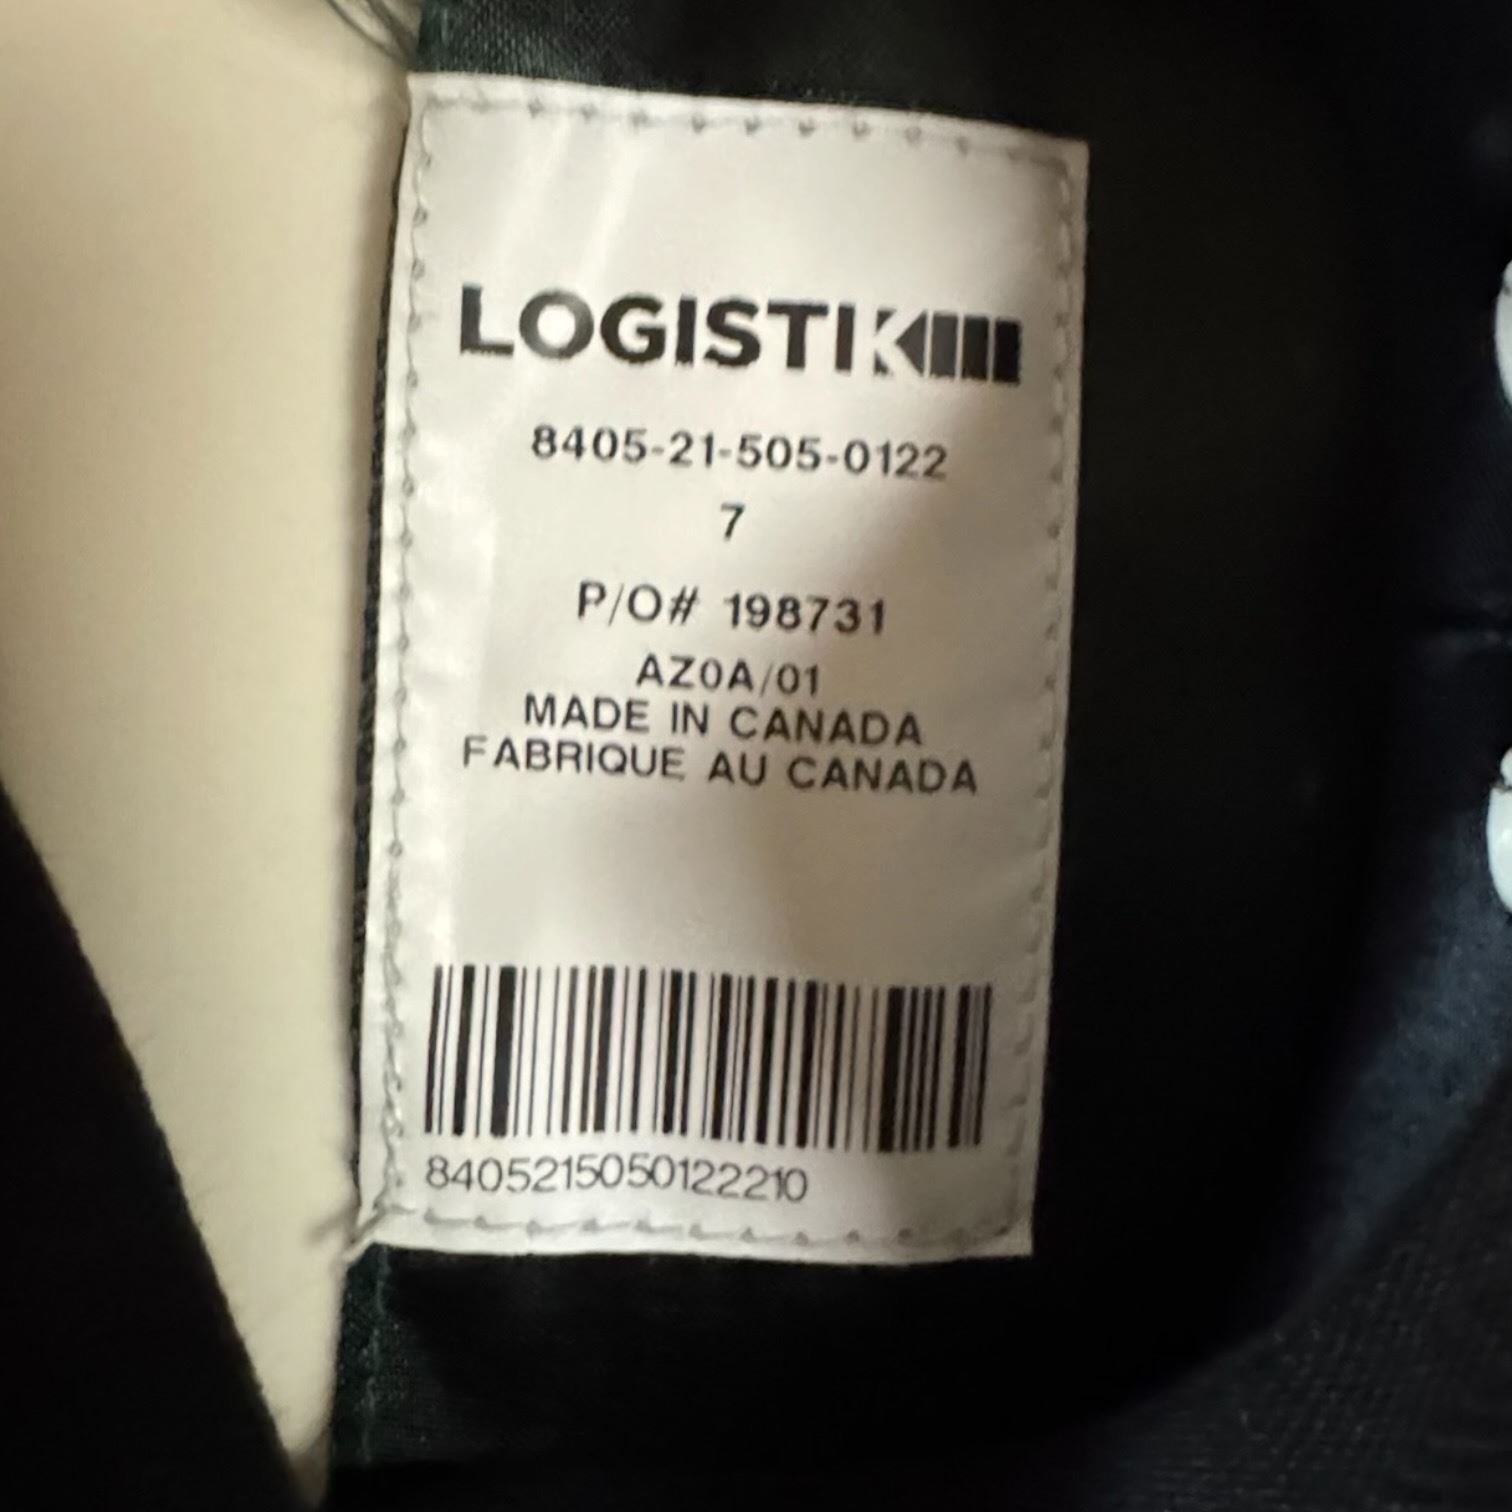 LOGISTIK
8405-21-505-0122
7
P/O# 198731
AZ0A/01
MADE IN CANADA
FABRIQUE AU CANADA
8405215050122210